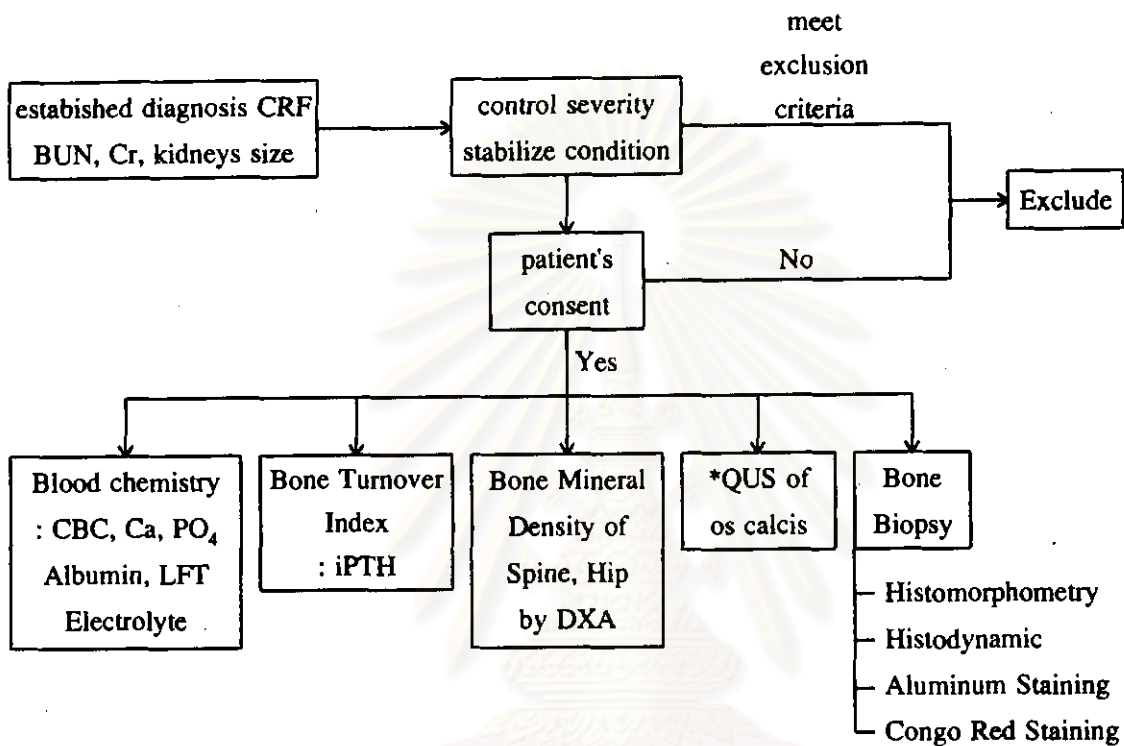 meet
exclusion
criteria
estabished diagnosis CRF
BUN, Cr, kidneys size
control severity
stabilize condition
Exclude
patient's
consent
No
Yes
Blood chemistry
: CBC, Ca, PO₄
Albumin, LFT
Electrolyte
Bone Turnover
Index
: iPTH
Bone Mineral
Density of
Spine, Hip
by DXA
*QUS of
os calcis
Bone
Biopsy
Histomorphometry
Histodynamic
Aluminum Staining
Congo Red Staining